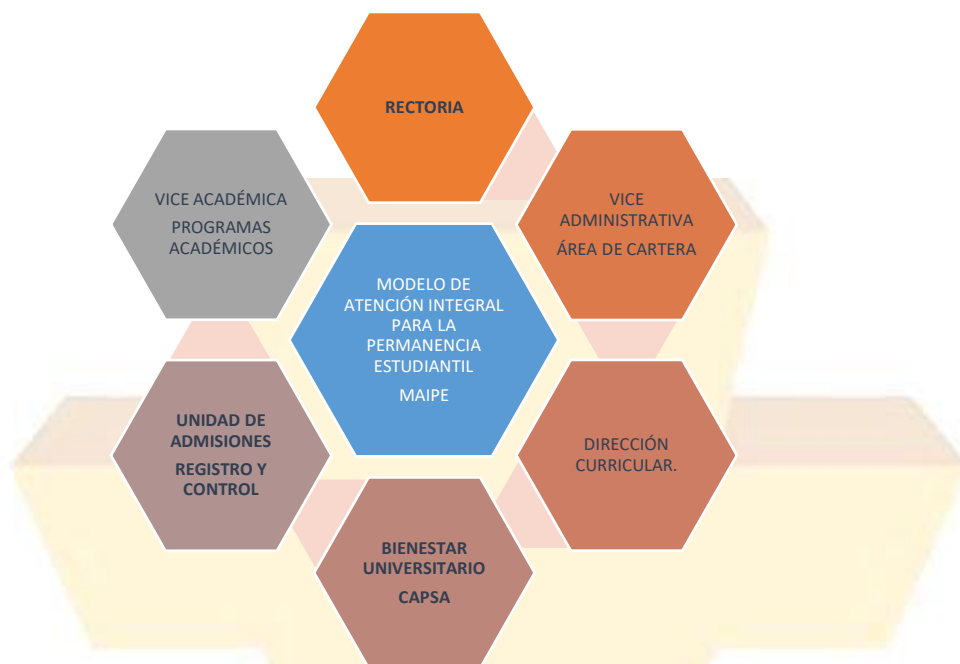 RECTORIA
VICE ACADÉMICA
PROGRAMAS
ACADÉMICOS
VICE
ADMINISTRATIVA
ÁREA DE CARTERA
MODELO DE
ATENCIÓN INTEGRAL
PARA LA
PERMANENCIA
ESTUDIANTIL
MAIPE
UNIDAD DE
ADMISIONES
REGISTRO Y
CONTROL
DIRECCIÓN
CURRICULAR.
BIENESTAR
UNIVERSITARIO
CAPSA